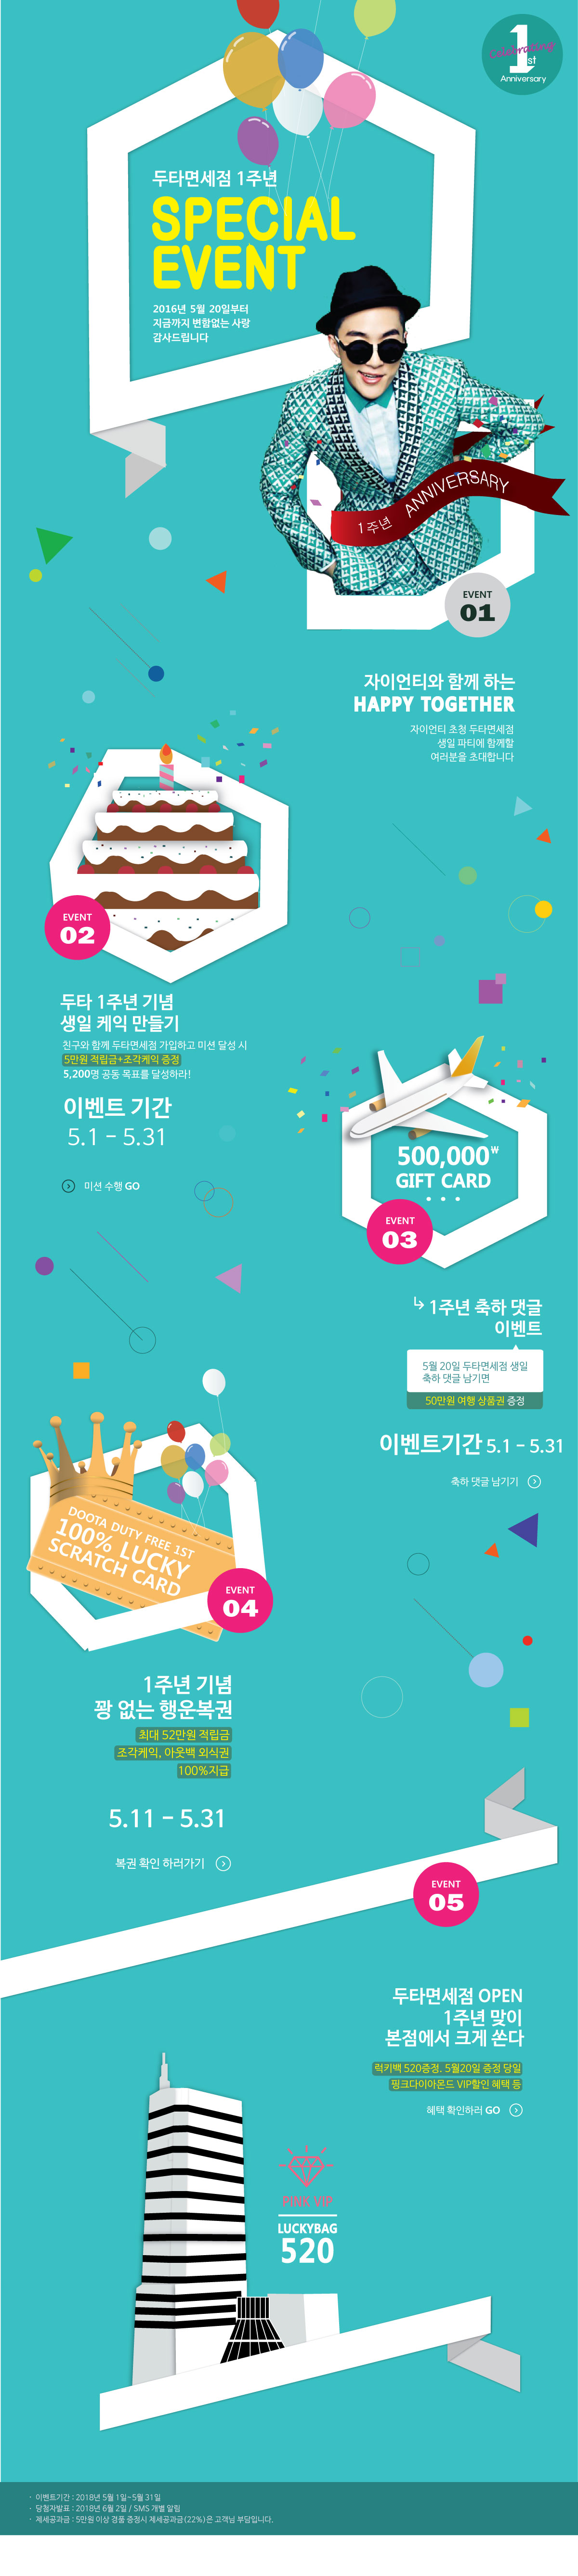 Celebrating
1st
Anniversary
두타면세점 1주년
SPECIAL
EVENT
2016년 5월 20일부터
지금까지 변함없는 사랑
감사드립니다
1주년 ANNIVERSARY
EVENT
01
자이언티와 함께 하는
HAPPY TOGETHER
자이언티 초청 두타면세점
생일 파티에 함께할
여러분을 초대합니다
EVENT
02
두타 1주년 기념
생일 케익 만들기
친구와 함께 두타면세점 가입하고 미션 달성 시
5만원 적립금+조각케익 증정
5,200명 공동 목표를 달성하라!
이벤트 기간
5.1 - 5.31
미션 수행 GO
500,000₩
GIFT CARD
EVENT
03
1주년 축하 댓글
이벤트
5월 20일 두타면세점 생일
축하 댓글 남기면
50만원 여행 상품권 증정
이벤트기간 5.1 - 5.31
축하 댓글 남기기
DOOTA DUTY FREE 1ST
100% LUCKY
SCRATCH CARD
EVENT
04
1주년 기념
꽝 없는 행운복권
최대 52만원 적립금
조각케익, 아웃백 외식권
100%지급
5.11 - 5.31
복권 확인 하러가기
EVENT
05
두타면세점 OPEN
1주년 맞이
본점에서 크게 쏜다
럭키백 520증정. 5월20일 증정 당일
핑크다이아몬드 VIP할인 혜택 등
혜택 확인하러 GO
PINK VIP
LUCKYBAG
520
· 이벤트기간 : 2018년 5월 1일~5월 31일
· 당첨자발표 : 2018년 6월 2일 / SMS 개별 알림
· 제세공과금 : 5만원 이상 경품 증정시 제세공과금(22%)은 고객님 부담입니다.